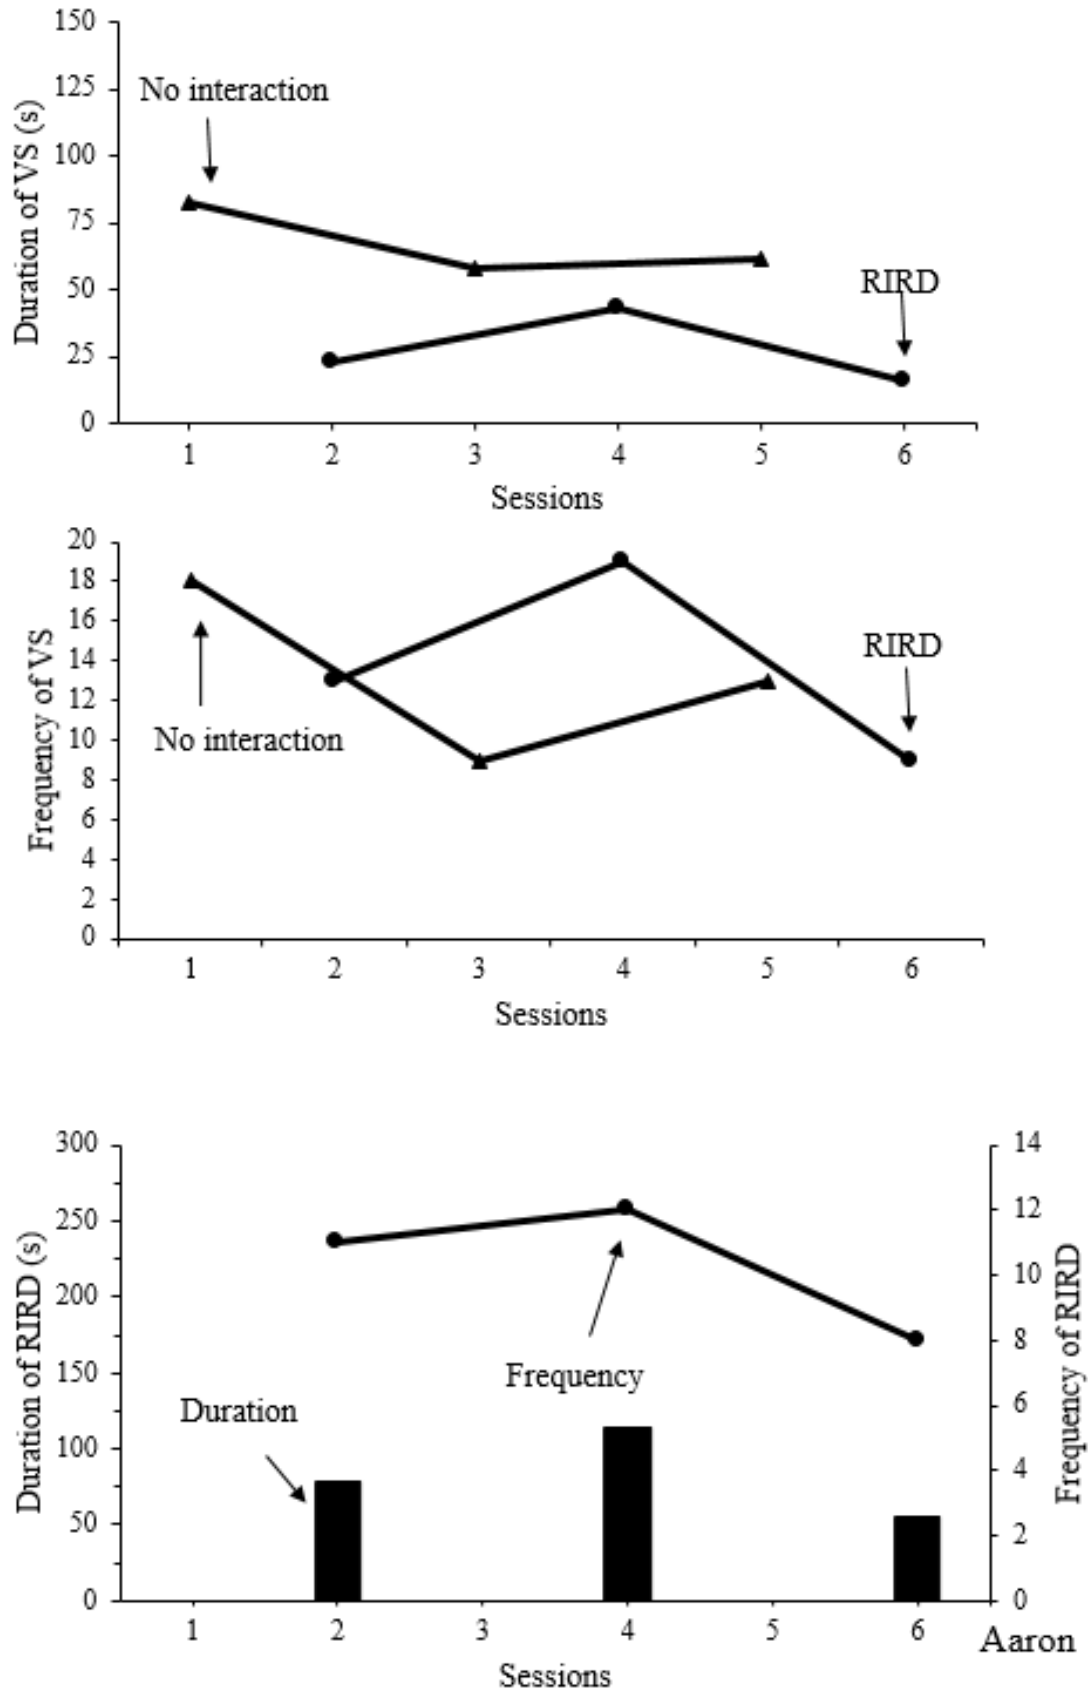 Duration of VS (s)
150
125
100
75
50
25
0
No interaction
RIRD
1 2 3 4 5 6
Sessions
Frequency of VS
20
18
16
14
12
10
8
6
4
2
0
No interaction
RIRD
1 2 3 4 5 6
Sessions
Duration of RIRD (s)
300
250
200
150
100
50
0
Duration
Frequency
14
12
10
8
6
4
2
0
Frequency of RIRD
1 2 3 4 5 6
Sessions
Aaron